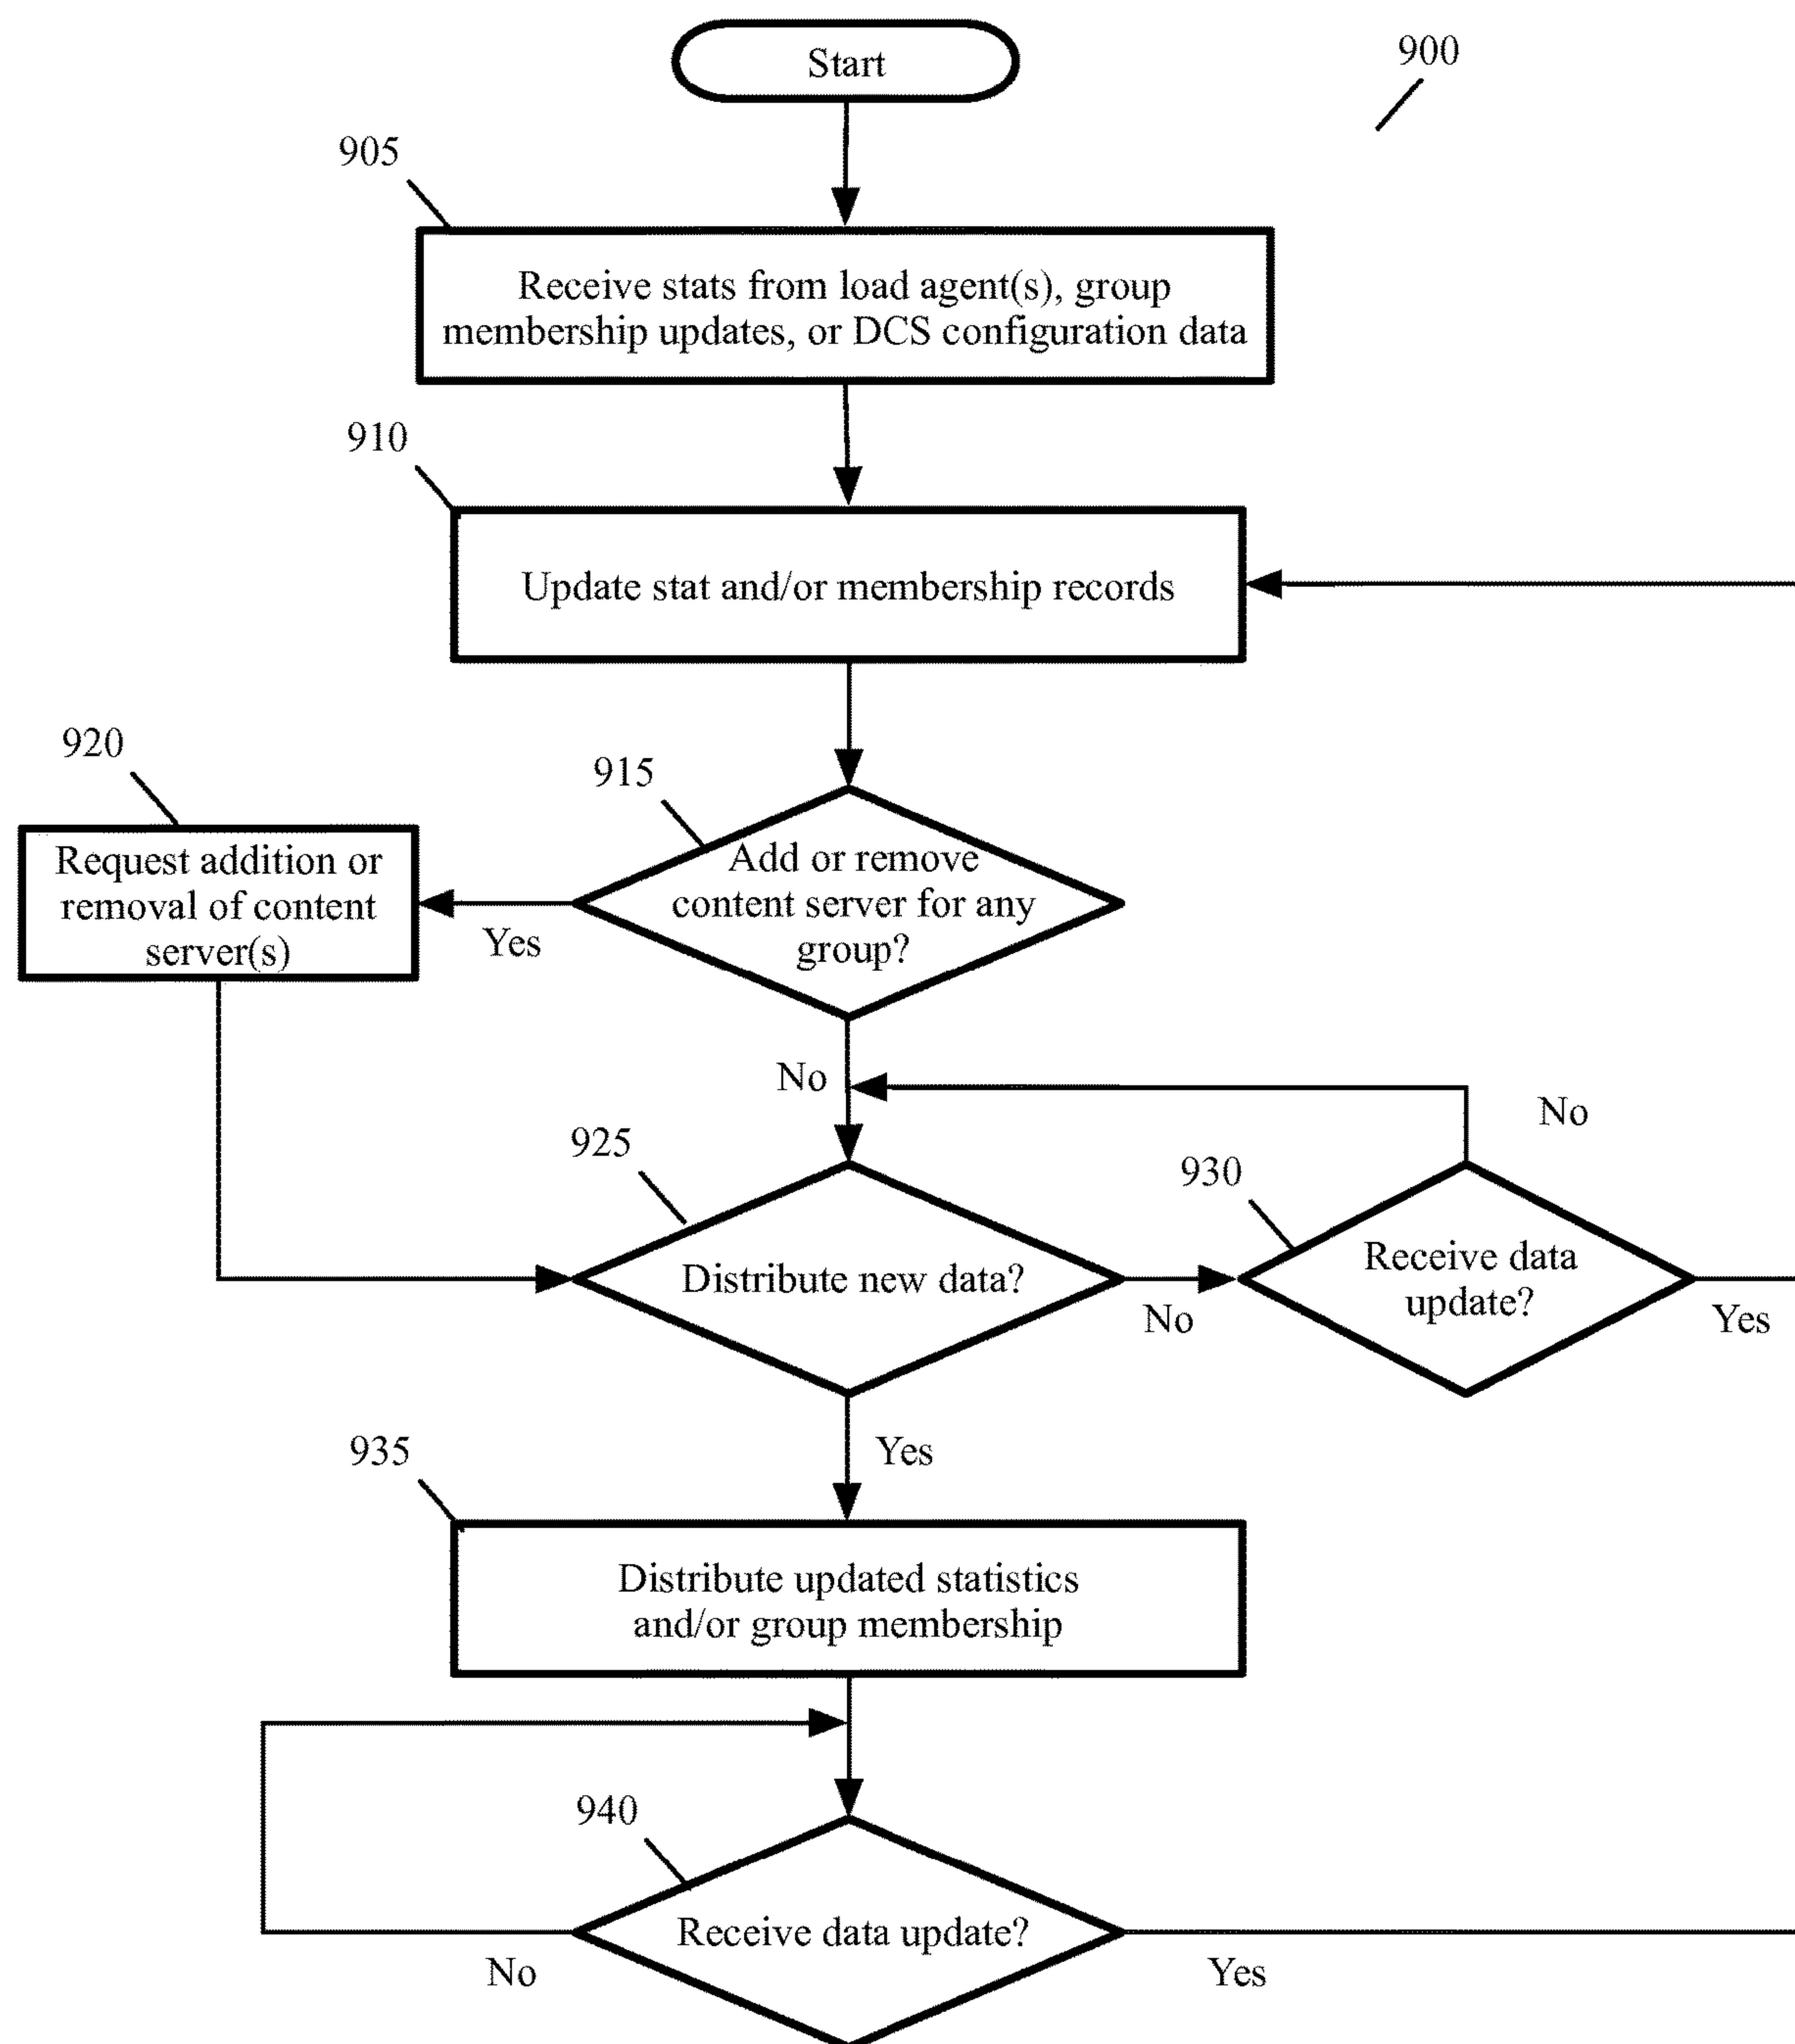 Start
900
905
Receive stats from load agent(s), group
membership updates, or DCS configuration data
910
Update stat and/or membership records
920
915
Request addition or
removal of content
server(s)
Add or remove
content server for any
group?
Yes
No
No
925
930
Distribute new data?
Receive data
update?
No
Yes
Yes
935
Distribute updated statistics
and/or group membership
940
Receive data update?
No
Yes